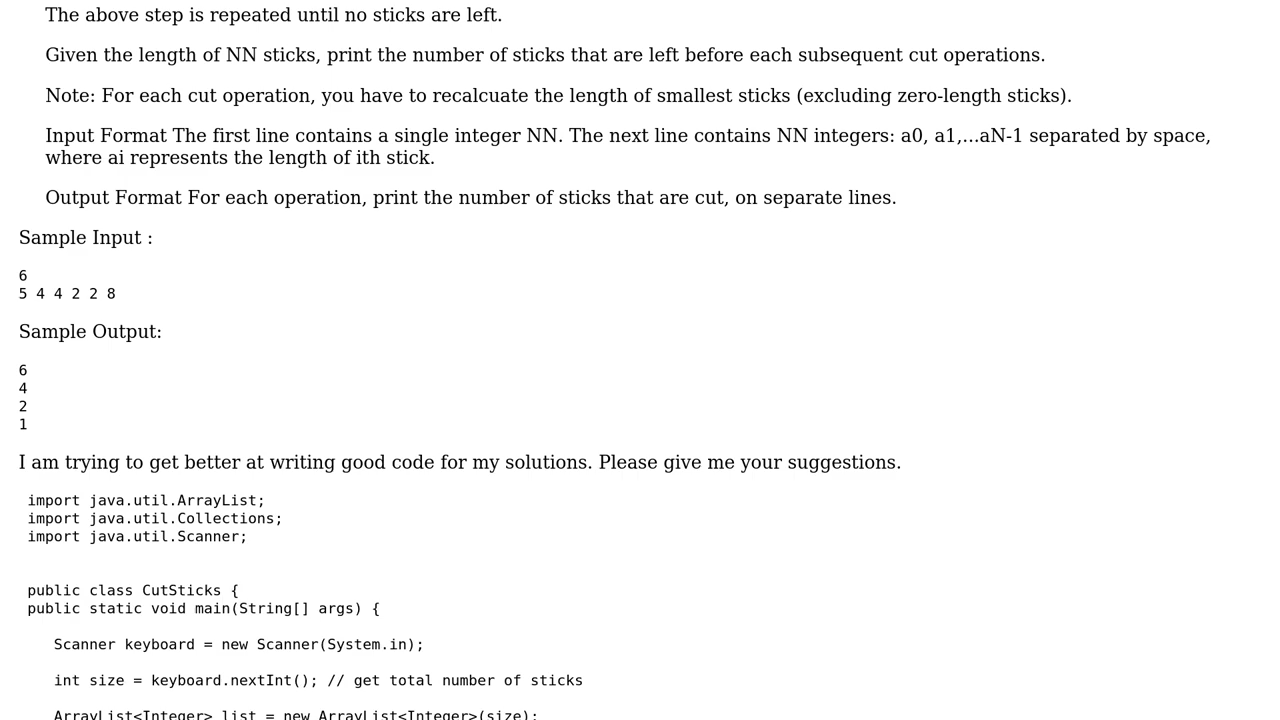 The above step is repeated until no sticks are left.
Given the length of NN sticks, print the number of sticks that are left before each subsequent cut operations.
Note: For each cut operation, you have to recalcuate the length of smallest sticks (excluding zero-length sticks).
Input Format The first line contains a single integer NN. The next line contains NN integers: a0, a1,...aN-1 separated by space,
where ai represents the length of ith stick.
Output Format For each operation, print the number of sticks that are cut, on separate lines.
Sample Input :
6
5 4 4 2 2 8
Sample Output:
6
4
2
1
I am trying to get better at writing good code for my solutions. Please give me your suggestions.
import java.util.ArrayList;
import java.util.Collections;
import java.util.Scanner;
public class CutSticks {
public static void main(String[] args) {
Scanner keyboard = new Scanner(System.in);
int size = keyboard.nextInt(); // get total number of sticks
ArrayList<Integer> list = new ArrayList<Integer>(size);